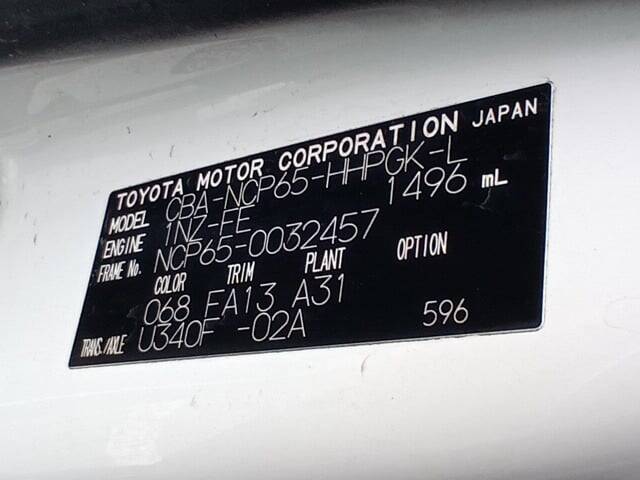 TOYOTA MOTOR CORPORATION JAPAN
MODEL CBA-NCP65-HHPGK-L
ENGINE 1NZ-FE 1496 mL
FRAME No. NCP65-0032457
COLOR TRIM PLANT OPTION
068 FA13 A31
TRANS./AXLE U340F -02A 596